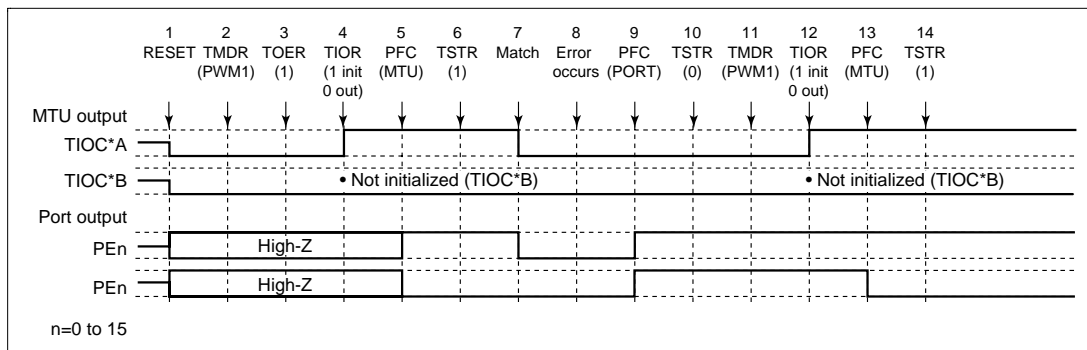 1 2 3 4 5 6 7 8 9 10 11 12 13 14
RESET TMDR TOER TIOR PFC TSTR Match Error PFC TSTR TMDR TIOR PFC TSTR
(PWM1) (1) (1 init (MTU) (1) occurs (PORT) (0) (PWM1) (1 init (MTU) (1)
0 out) 0 out)
MTU output
TIOC*A
TIOC*B • Not initialized (TIOC*B) • Not initialized (TIOC*B)
Port output
PEn High-Z
PEn High-Z
n=0 to 15